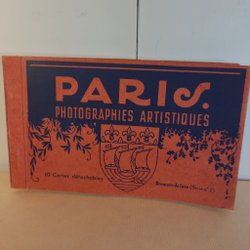 PARIS.
PHOTOGRAPHIES ARTISTIQUES
10 Cartes détachables